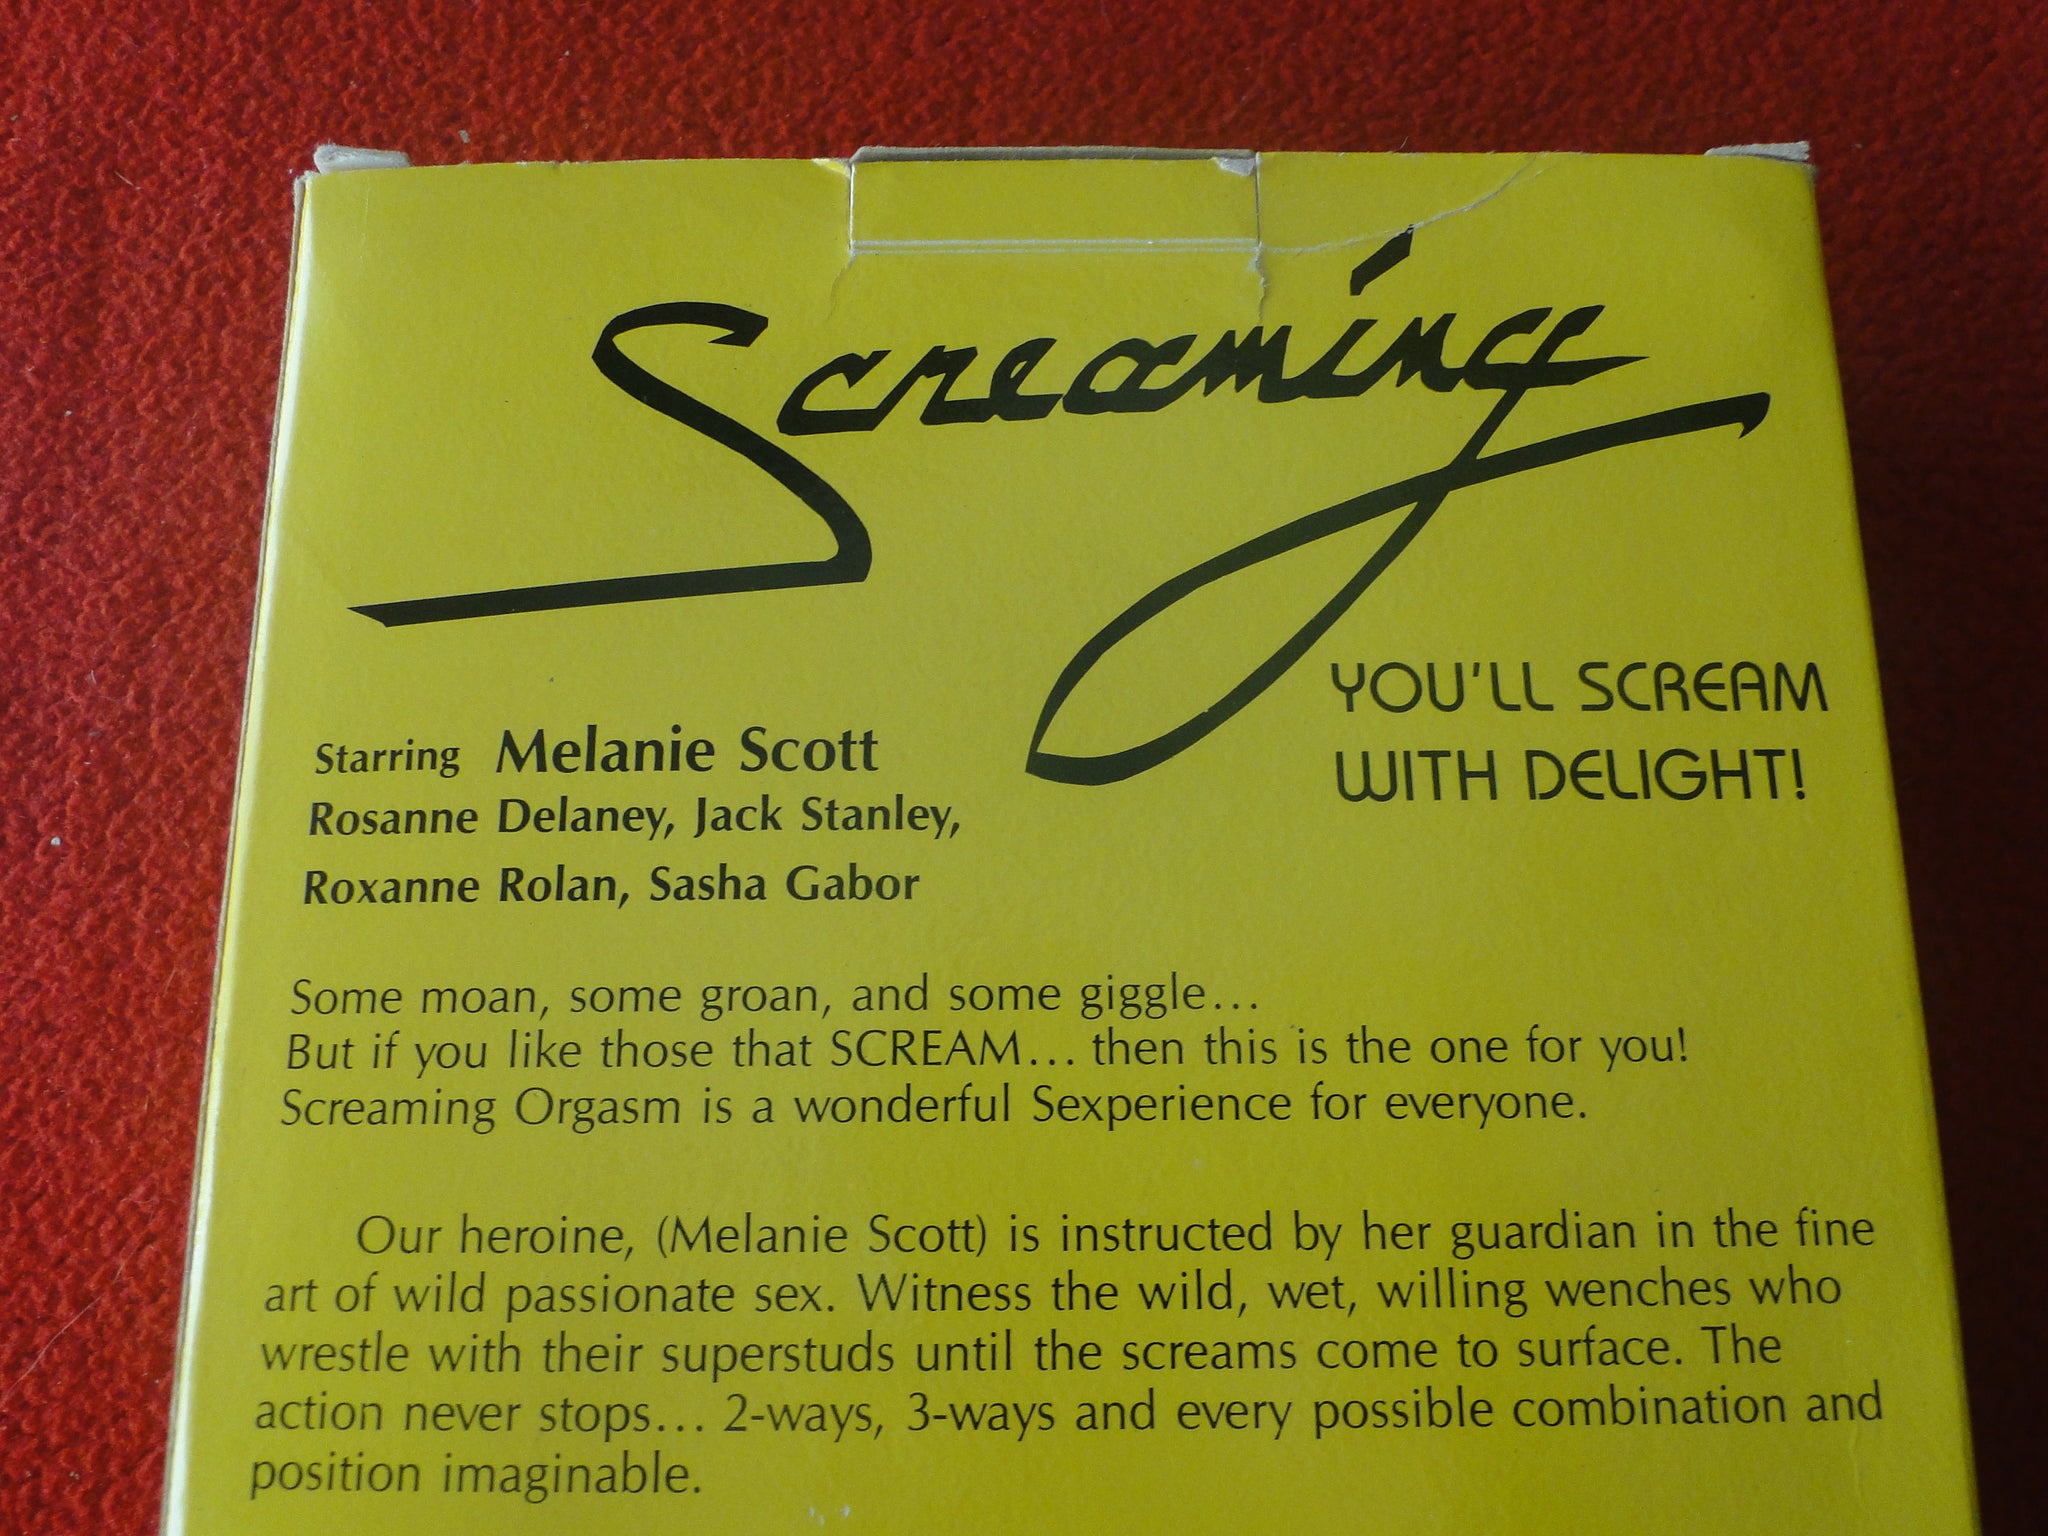 Screaming
YOU'LL SCREAM
WITH DELIGHT!
Starring Melanie Scott
Rosanne Delaney, Jack Stanley,
Roxanne Rolan, Sasha Gabor
Some moan, some groan, and some giggle...
But if you like those that SCREAM... then this is the one for you!
Screaming Orgasm is a wonderful Sexperience for everyone.
Our heroine, (Melanie Scott) is instructed by her guardian in the fine
art of wild passionate sex. Witness the wild, wet, willing wenches who
wrestle with their superstuds until the screams come to surface. The
action never stops... 2-ways, 3-ways and every possible combination and
position imaginable.